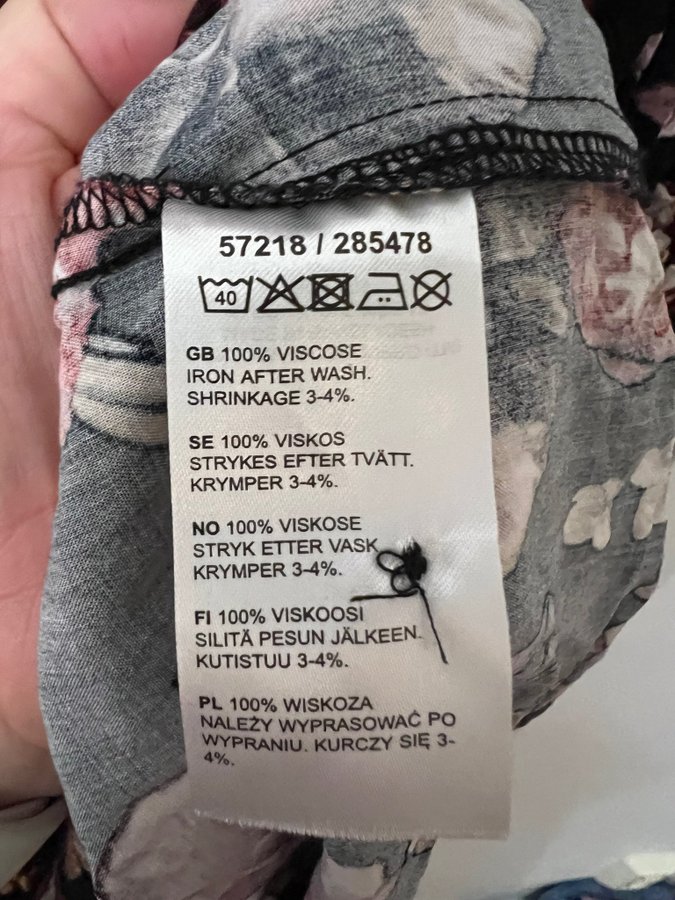 57218 / 285478
40
GB 100% VISCOSE
IRON AFTER WASH.
SHRINKAGE 3-4%.
SE 100% VISKOS
STRYKES EFTER TVÄTT.
KRYMPER 3-4%.
NO 100% VISKOSE
STRYK ETTER VASK
KRYMPER 3-4%.
FI 100% VISKOOSI
SILITÄ PESUN JÄLKEEN.
KUTISTUU 3-4%.
PL 100% WISKOZA
NALEŻY WYPRASOWAĆ PO
WYPRANIU. KURCZY SIĘ 3-
4%.